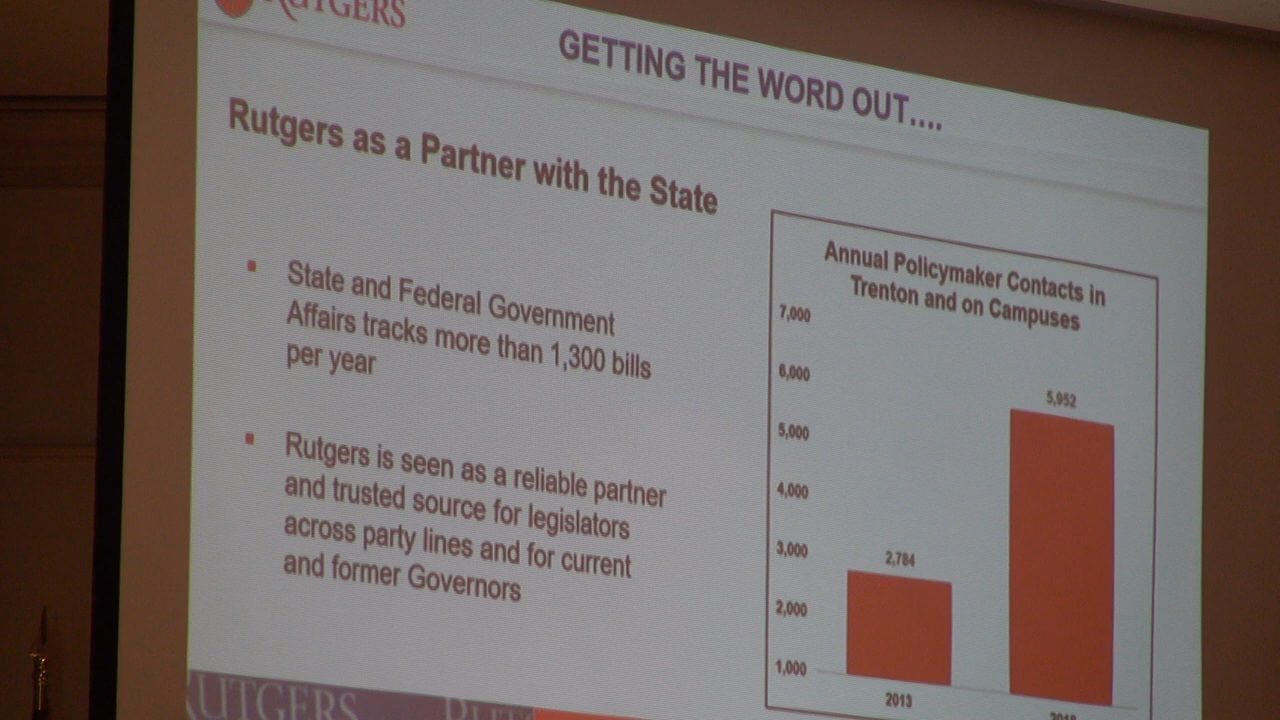 RUTGERS
GETTING THE WORD OUT....
Rutgers as a Partner with the State
State and Federal Government
Affairs tracks more than 1,300 bills
per year
Rutgers is seen as a reliable partner
and trusted source for legislators
across party lines and for current
and former Governors
Annual Policymaker Contacts in
Trenton and on Campuses
7,000
6,000
5,000
4,000
3,000
2,000
1,000
5,952
2,784
2013
RUTGERS